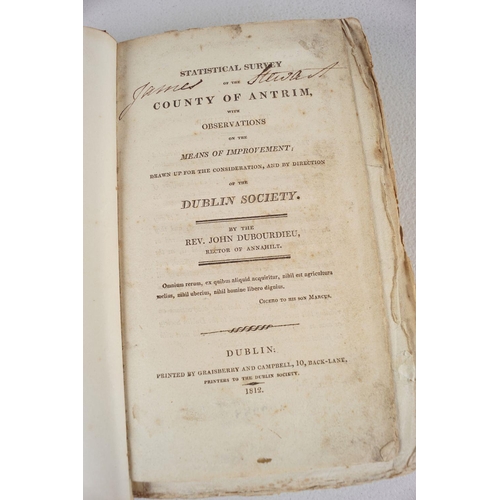 STATISTICAL SURVEY
OF THE
James Stewart
COUNTY OF ANTRIM,
WITH
OBSERVATIONS
ON THE
MEANS OF IMPROVEMENT;
DRAWN UP FOR THE CONSIDERATION, AND BY DIRECTION
OF THE
DUBLIN SOCIETY.
BY THE
REV. JOHN DUBOURDIEU,
RECTOR OF ANNAHILT.
Omnium rerum, ex quibus aliquid acquiritur, nihil est agricultura
melius, nihil uberius, nihil homine libero dignius.
CICERO TO HIS SON MARCUS.
DUBLIN:
PRINTED BY GRAISBERRY AND CAMPBELL, 10, BACK-LANE,
PRINTERS TO THE DUBLIN SOCIETY.
1812.